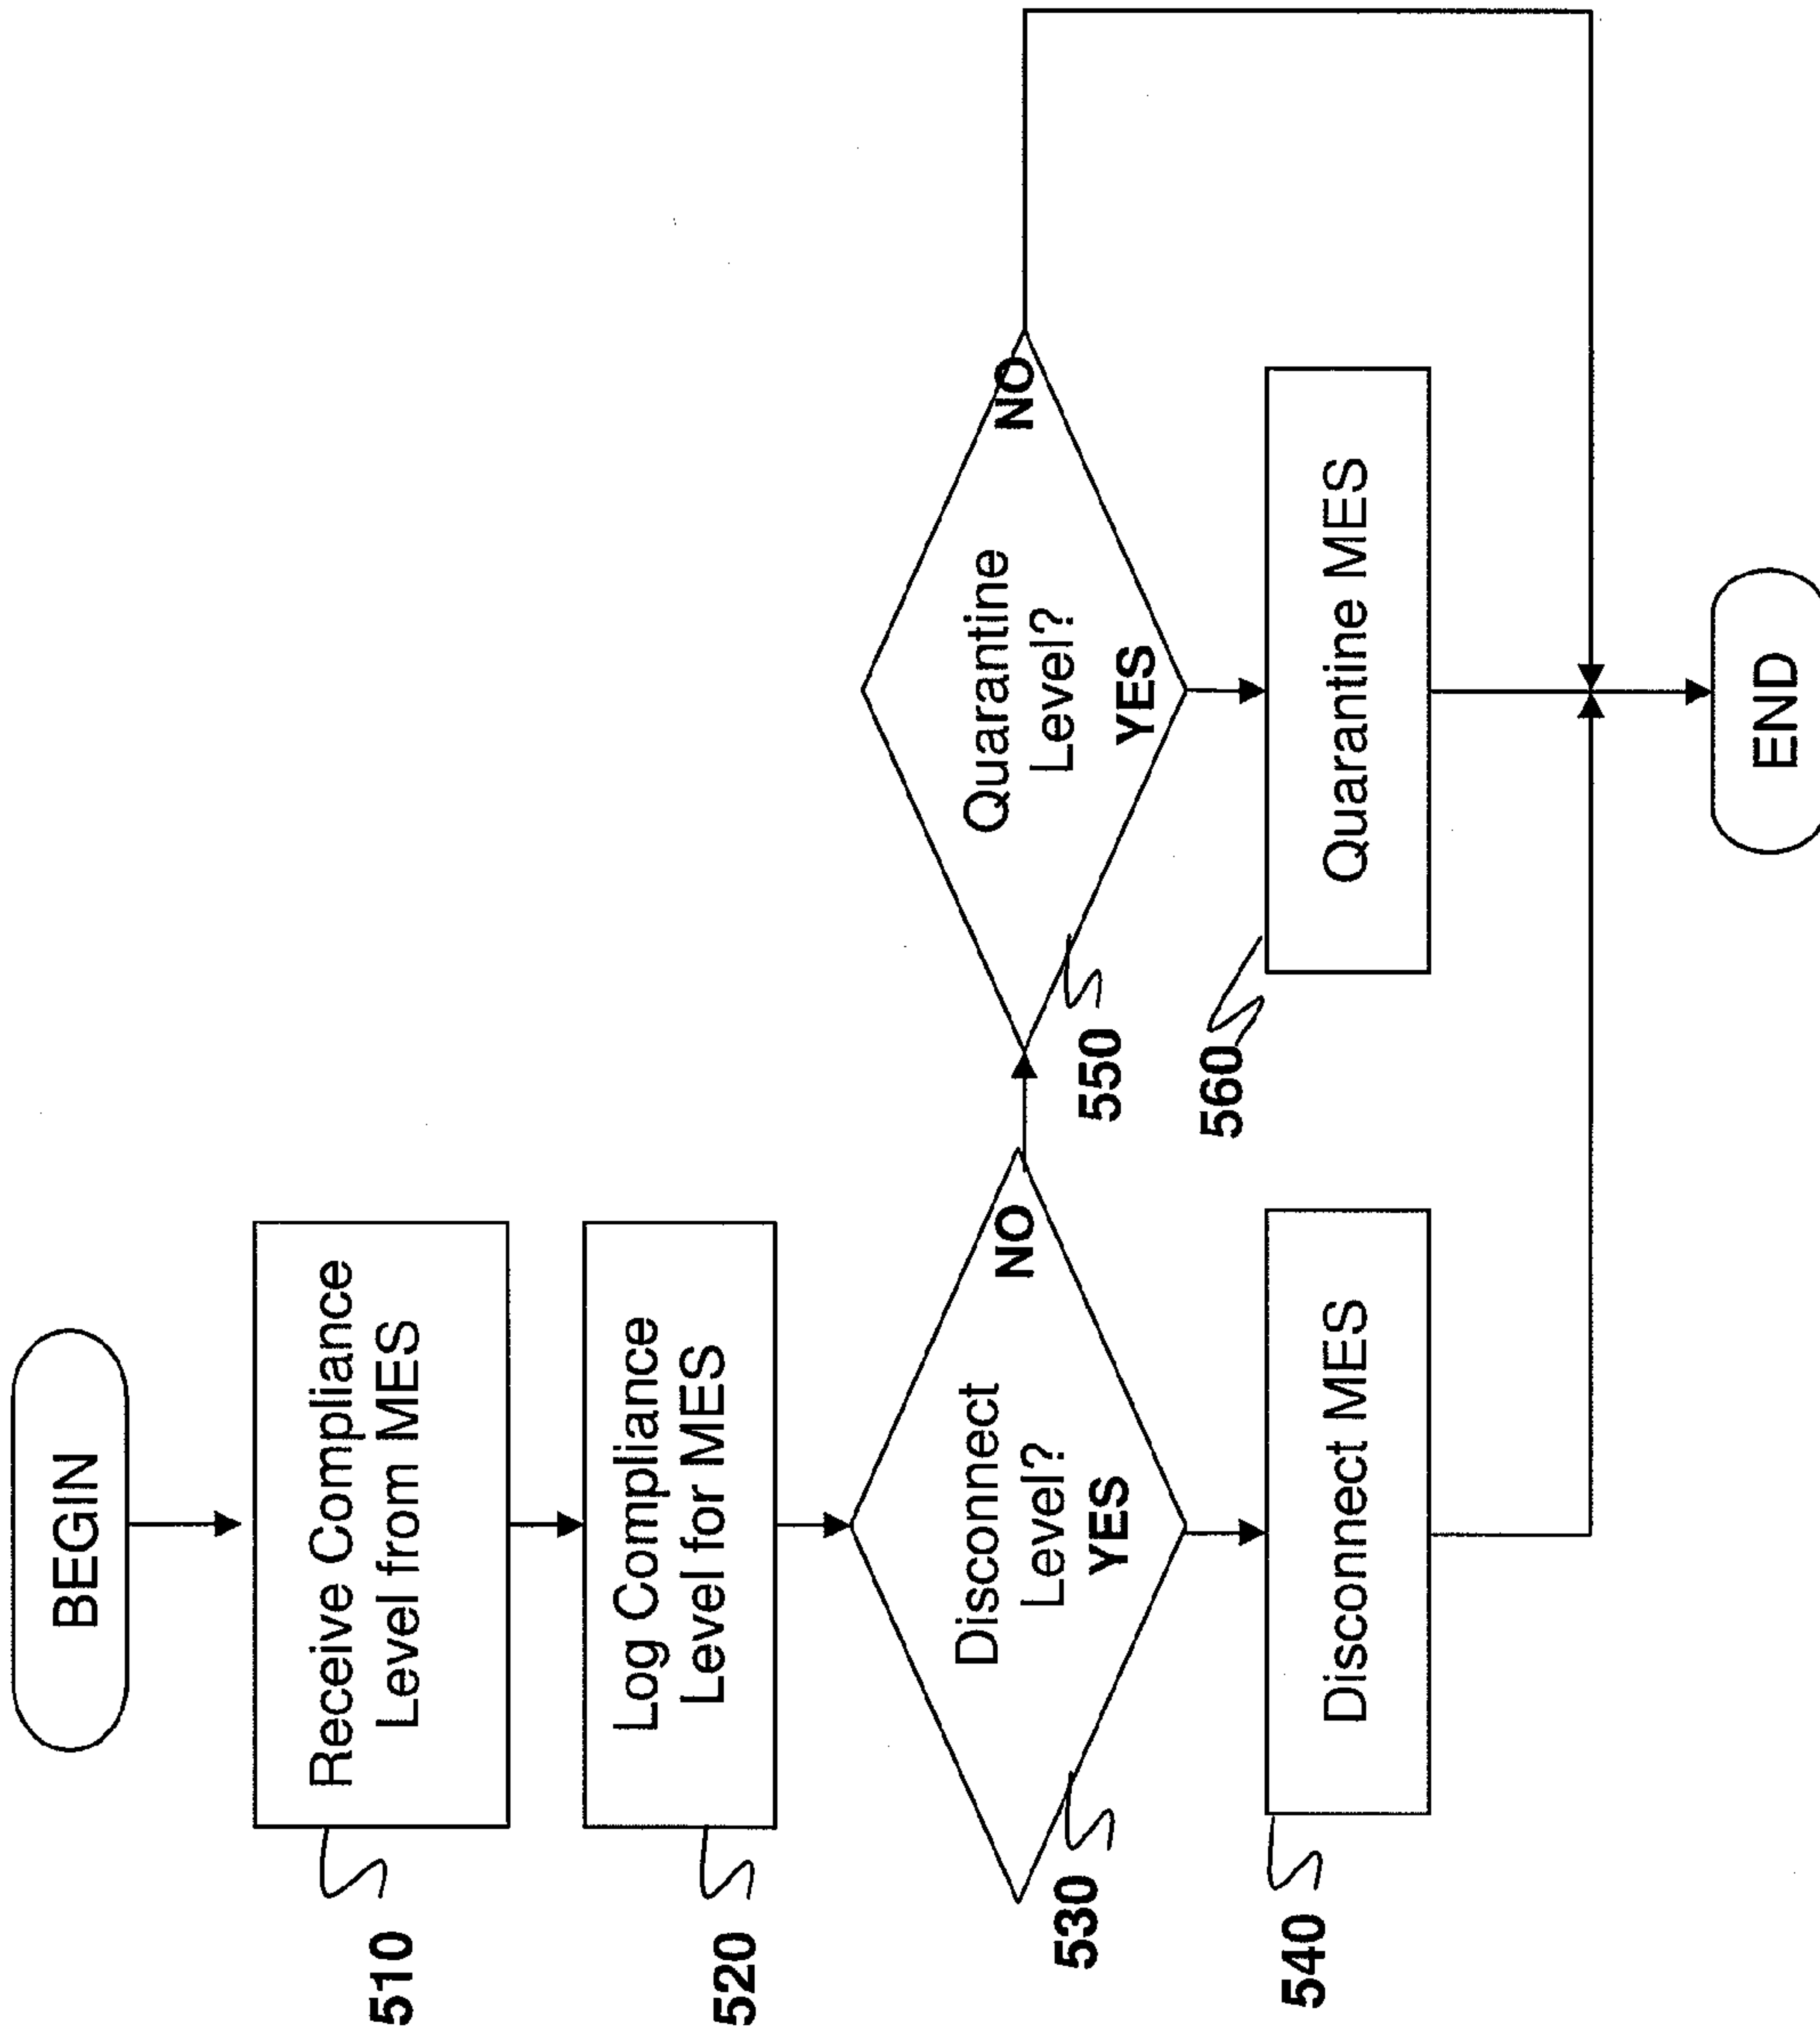 BEGIN
Receive Compliance
Level from MES
510
Log Compliance
Level for MES
520
Disconnect
Level?
YES
NO
530
Disconnect MES
540
Quarantine
Level?
YES
NO
550
Quarantine MES
560
END